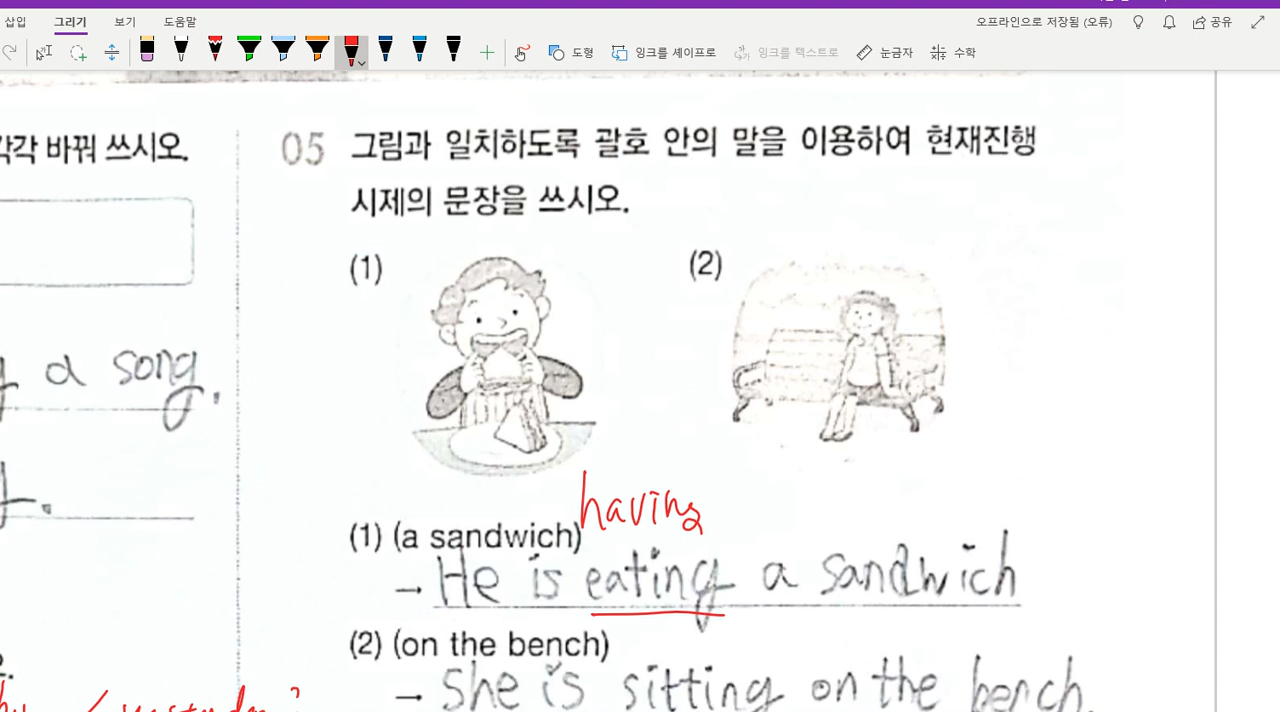 삽입 그리기 보기 도움말 오프라인으로 저장됨 (오류) 공유
도형 잉크를 셰이프로 잉크를 텍스트로 눈금자 수학
각각 바꿔 쓰시오.
a song.
05 그림과 일치하도록 괄호 안의 말을 이용하여 현재진행
시제의 문장을 쓰시오.
(1) (2)
having
(1) (a sandwich)
→ He is eating a sandwich
(2) (on the bench)
→ She is sitting on the bench.